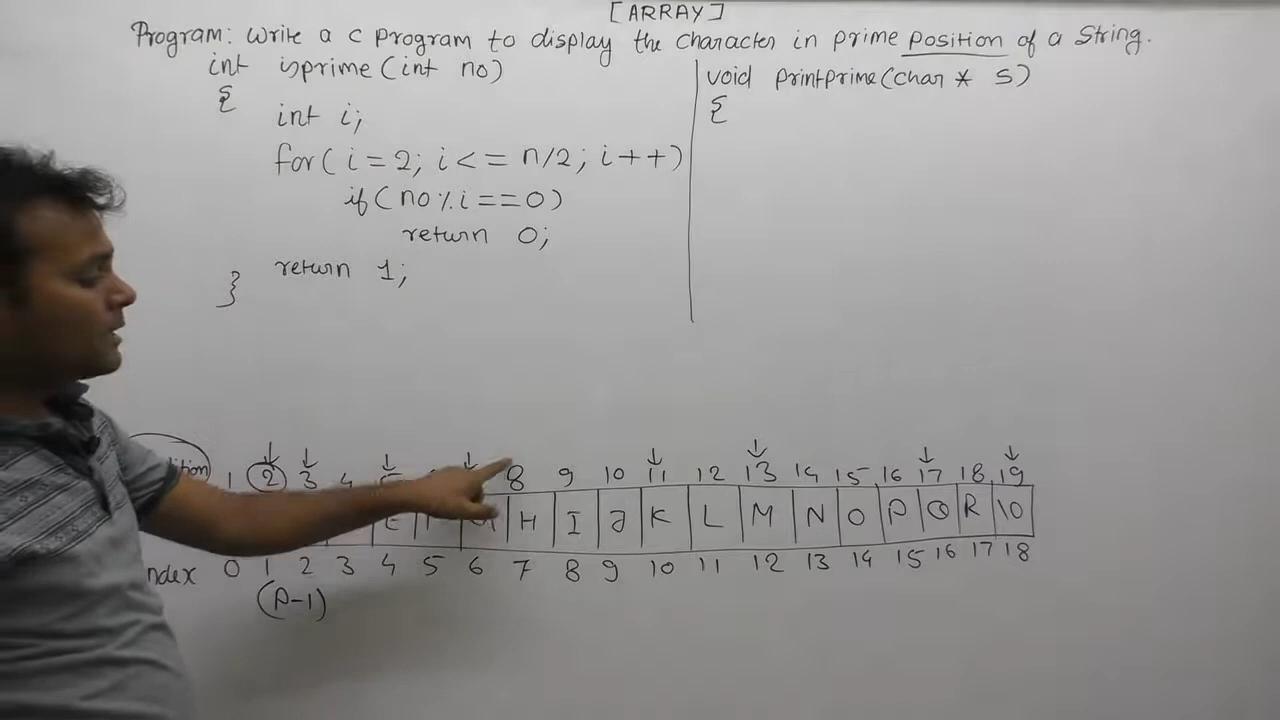 [ARRAY]
Program: Write a C program to display the character in prime position of a String.
int isprime(int no)
{
int i;
for(i=2; i<=n/2; i++)
if(no%i==0)
return 0;
return 1;
}
void printprime(char * s)
{
1 2 3 4 8 9 10 11 12 13 14 15 16 17 18 19
E H I J K L M N O P Q R \0
ndex 0 1 2 3 4 5 6 7 8 9 10 11 12 13 14 15 16 17 18
(P-1)